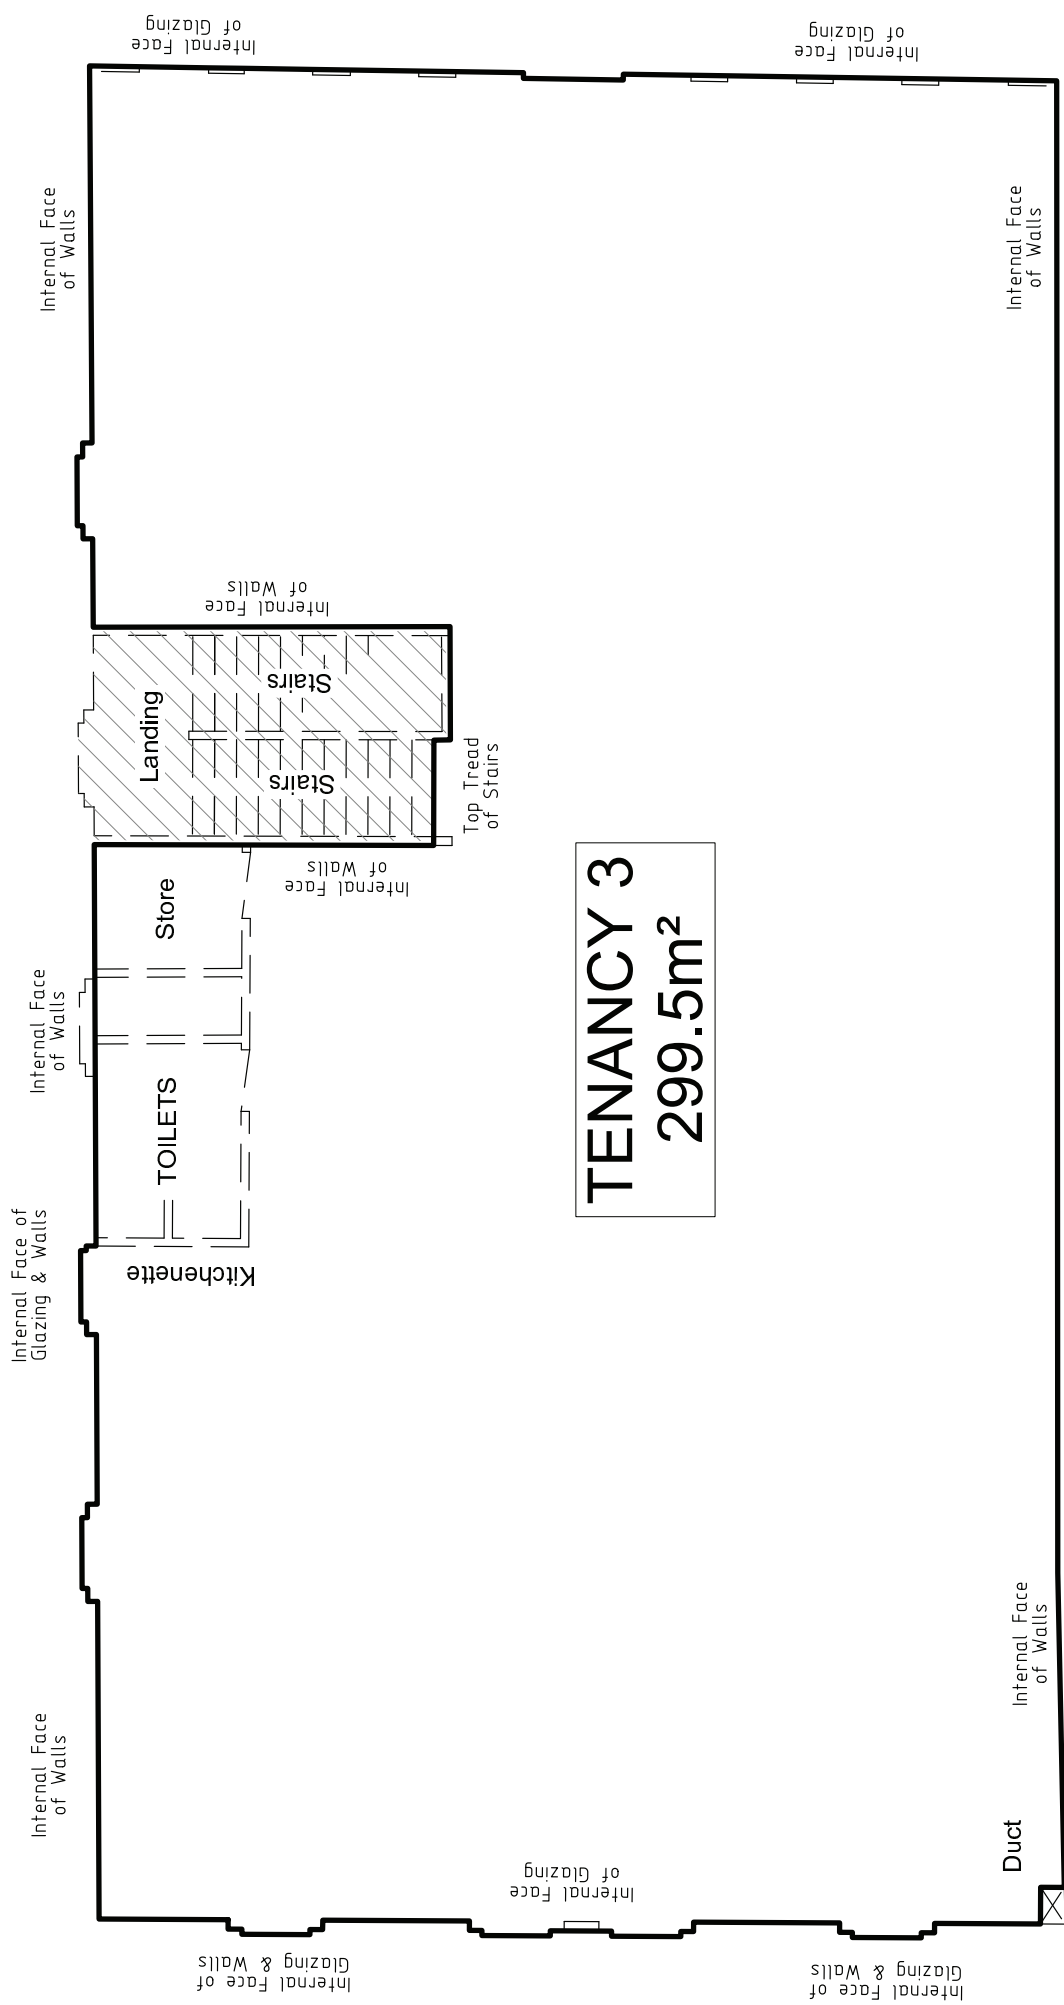 Internal Face
of Glazing
Internal Face
of Glazing
Internal Face
of Walls
Internal Face
of Walls
Internal Face
of Walls
Landing
Stairs
Stairs
Top Tread
of Stairs
Internal Face
of Walls
Store
TENANCY 3
299.5m²
Internal Face
of Walls
TOILETS
Internal Face of
Glazing & Walls
Kitchenette
Internal Face
of Walls
Internal Face
of Walls
Duct
Internal Face
of Glazing
Internal Face of
Glazing & Walls
Internal Face of
Glazing & Walls